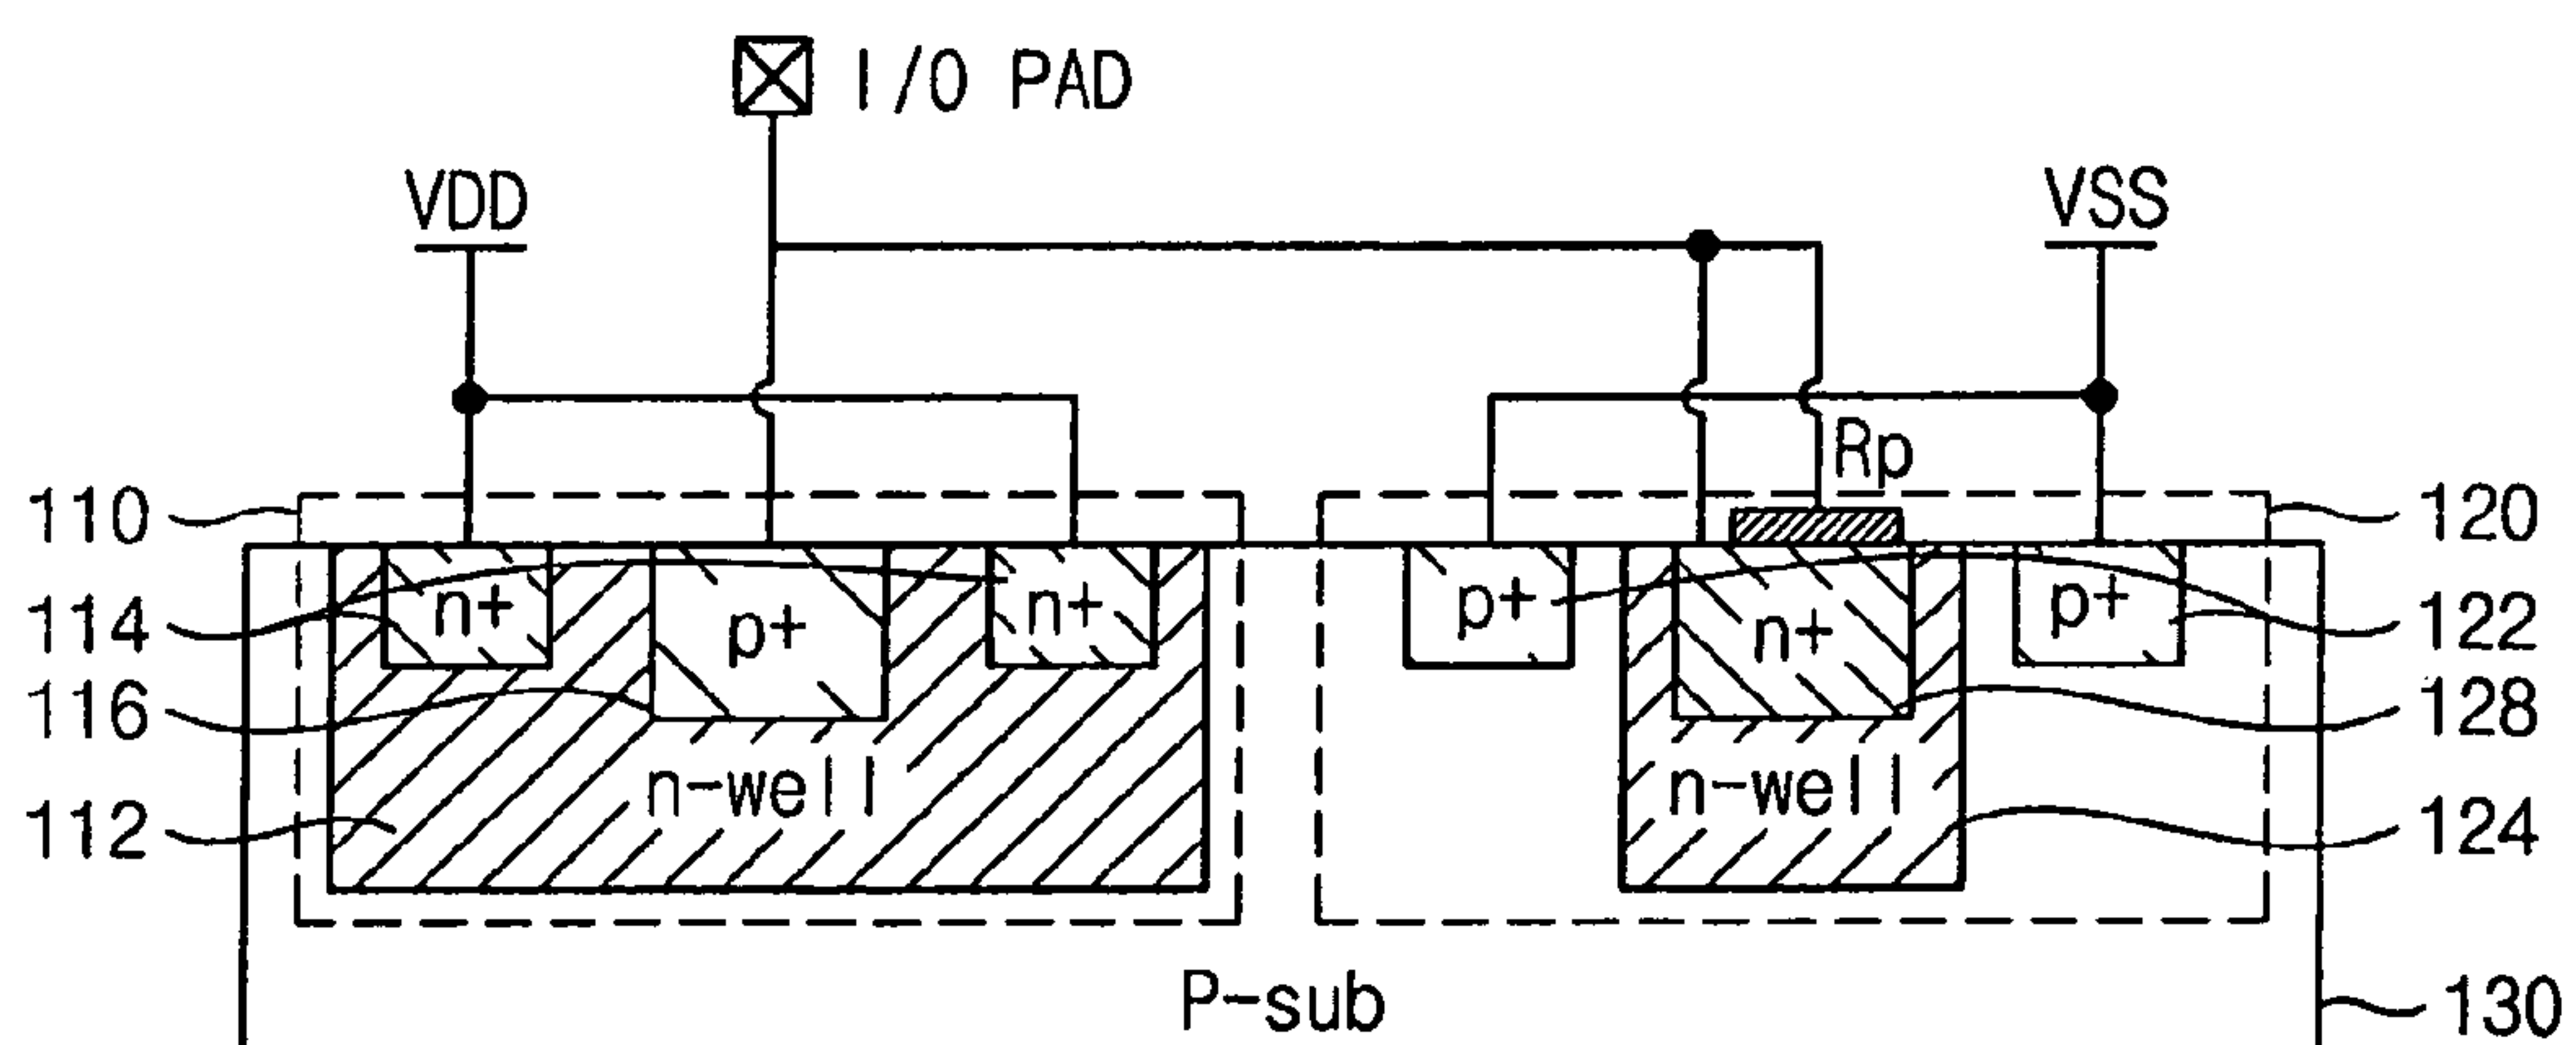 I/O PAD
VDD
VSS
Rp
110
120
n+
p+
n+
p+
n+
p+
114
122
116
128
n-well
n-well
112
124
P-sub
130